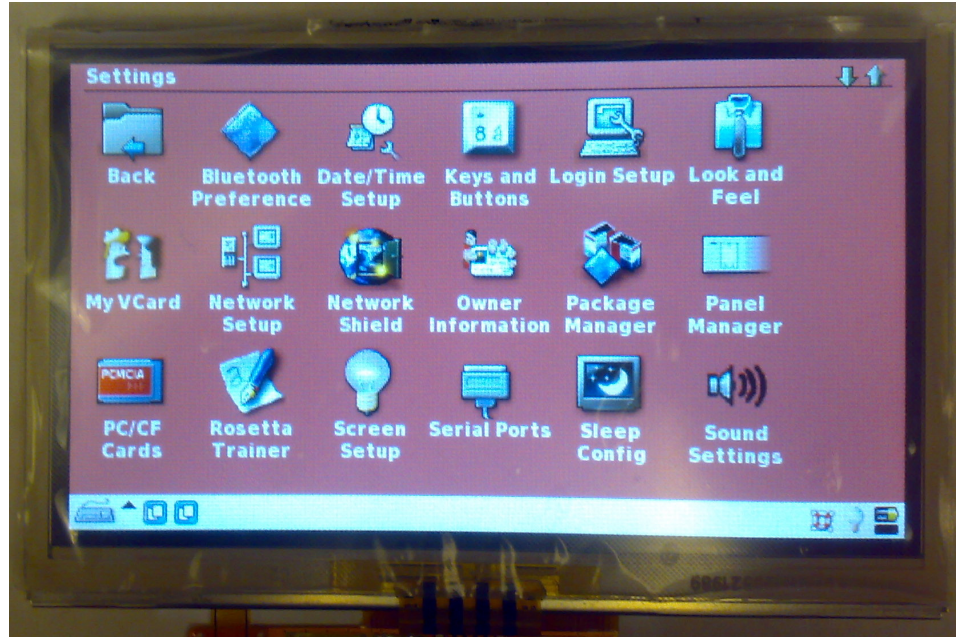 Settings
Back
Bluetooth
Preference
Date/Time
Setup
Keys and
Buttons
Login Setup
Look and
Feel
My VCard
Network
Setup
Network
Shield
Owner
Information
Package
Manager
Panel
Manager
PCMCIA
PC/CF
Cards
Rosetta
Trainer
Screen
Setup
Serial Ports
Sleep
Config
Sound
Settings